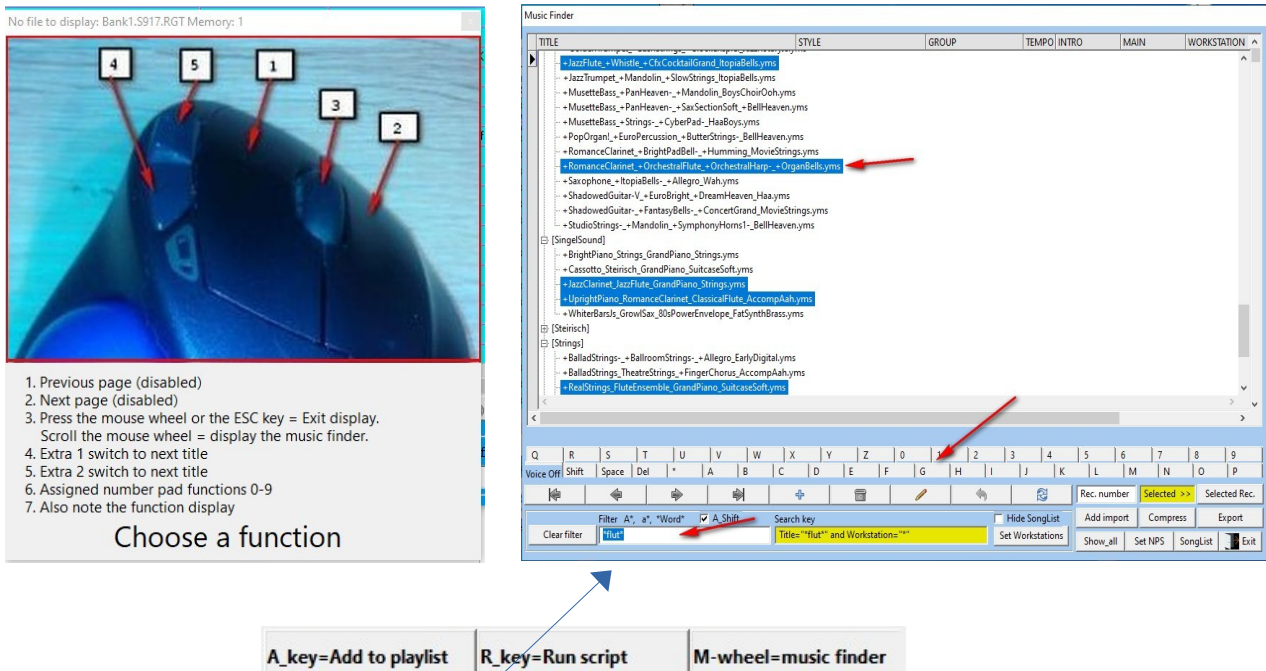 No file to display: Bank1.S917.RGT Memory: 1
4
5
1
3
2
1. Previous page (disabled)
2. Next page (disabled)
3. Press the mouse wheel or the ESC key = Exit display.
Scroll the mouse wheel = display the music finder.
4. Extra 1 switch to next title
5. Extra 2 switch to next title
6. Assigned number pad functions 0-9
7. Also note the function display
Choose a function
Music Finder
TITLE STYLE GROUP TEMPO INTRO MAIN WORKSTATION
+JazzFlute_+Whistle_+CfxCocktailGrand_ItopiaBells.yms
+JazzTrumpet_+Mandolin_+SlowStrings_ItopiaBells.yms
+MusetteBass_+PanHeaven-_+Mandolin_BoysChoirOoh.yms
+MusetteBass_+PanHeaven-_+SaxSectionSoft_+BellHeaven.yms
+MusetteBass_+Strings-_+CyberPad-_HaaBoys.yms
+PopOrgan!_+EuroPercussion_+ButterStrings-_BellHeaven.yms
+RomanceClarinet_+BrightPadBell-_+Humming_MovieStrings.yms
+RomanceClarinet_+OrchestralFlute_+OrchestralHarp-_+OrganBells.yms
+Saxophone_+ItopiaBells-_+Allegro_Wah.yms
+ShadowedGuitar-V_+EuroBright_+DreamHeaven_Haa.yms
+ShadowedGuitar-_+FantasyBells-_+ConcertGrand_MovieStrings.yms
+StudioStrings-_+Mandolin_+SymphonyHorns1-_BellHeaven.yms
[SingelSound]
+BrightPiano_Strings_GrandPiano_Strings.yms
+Cassotto_Steirisch_GrandPiano_SuitcaseSoft.yms
+JazzClarinet_JazzFlute_GrandPiano_Strings.yms
+UprightPiano_RomanceClarinet_ClassicalFlute_AccompAah.yms
+WhiterBarsJs_GrowlSax_80sPowerEnvelope_FatSynthBrass.yms
[Steirisch]
[Strings]
+BalladStrings-_+BallroomStrings-_+Allegro_EarlyDigital.yms
+BalladStrings_TheatreStrings_+FingerChorus_AccompAah.yms
+RealStrings_FluteEnsemble_GrandPiano_SuitcaseSoft.yms
Q R S T U V W X Y Z 0 1 2 3 4 5 6 7 8 9
Voice Off Shift Space Del * A B C D E F G H I J K L M N O P
Rec. number Selected >> Selected Rec.
Filter A*, a*, *Word* A_Shift Search key Hide SongList Add import Compress Export
Clear filter *flut* Title="*flut*" and Workstation="*" Set Workstations Show_all Set NPS SongList Exit
A_key=Add to playlist R_key=Run script M-wheel=music finder